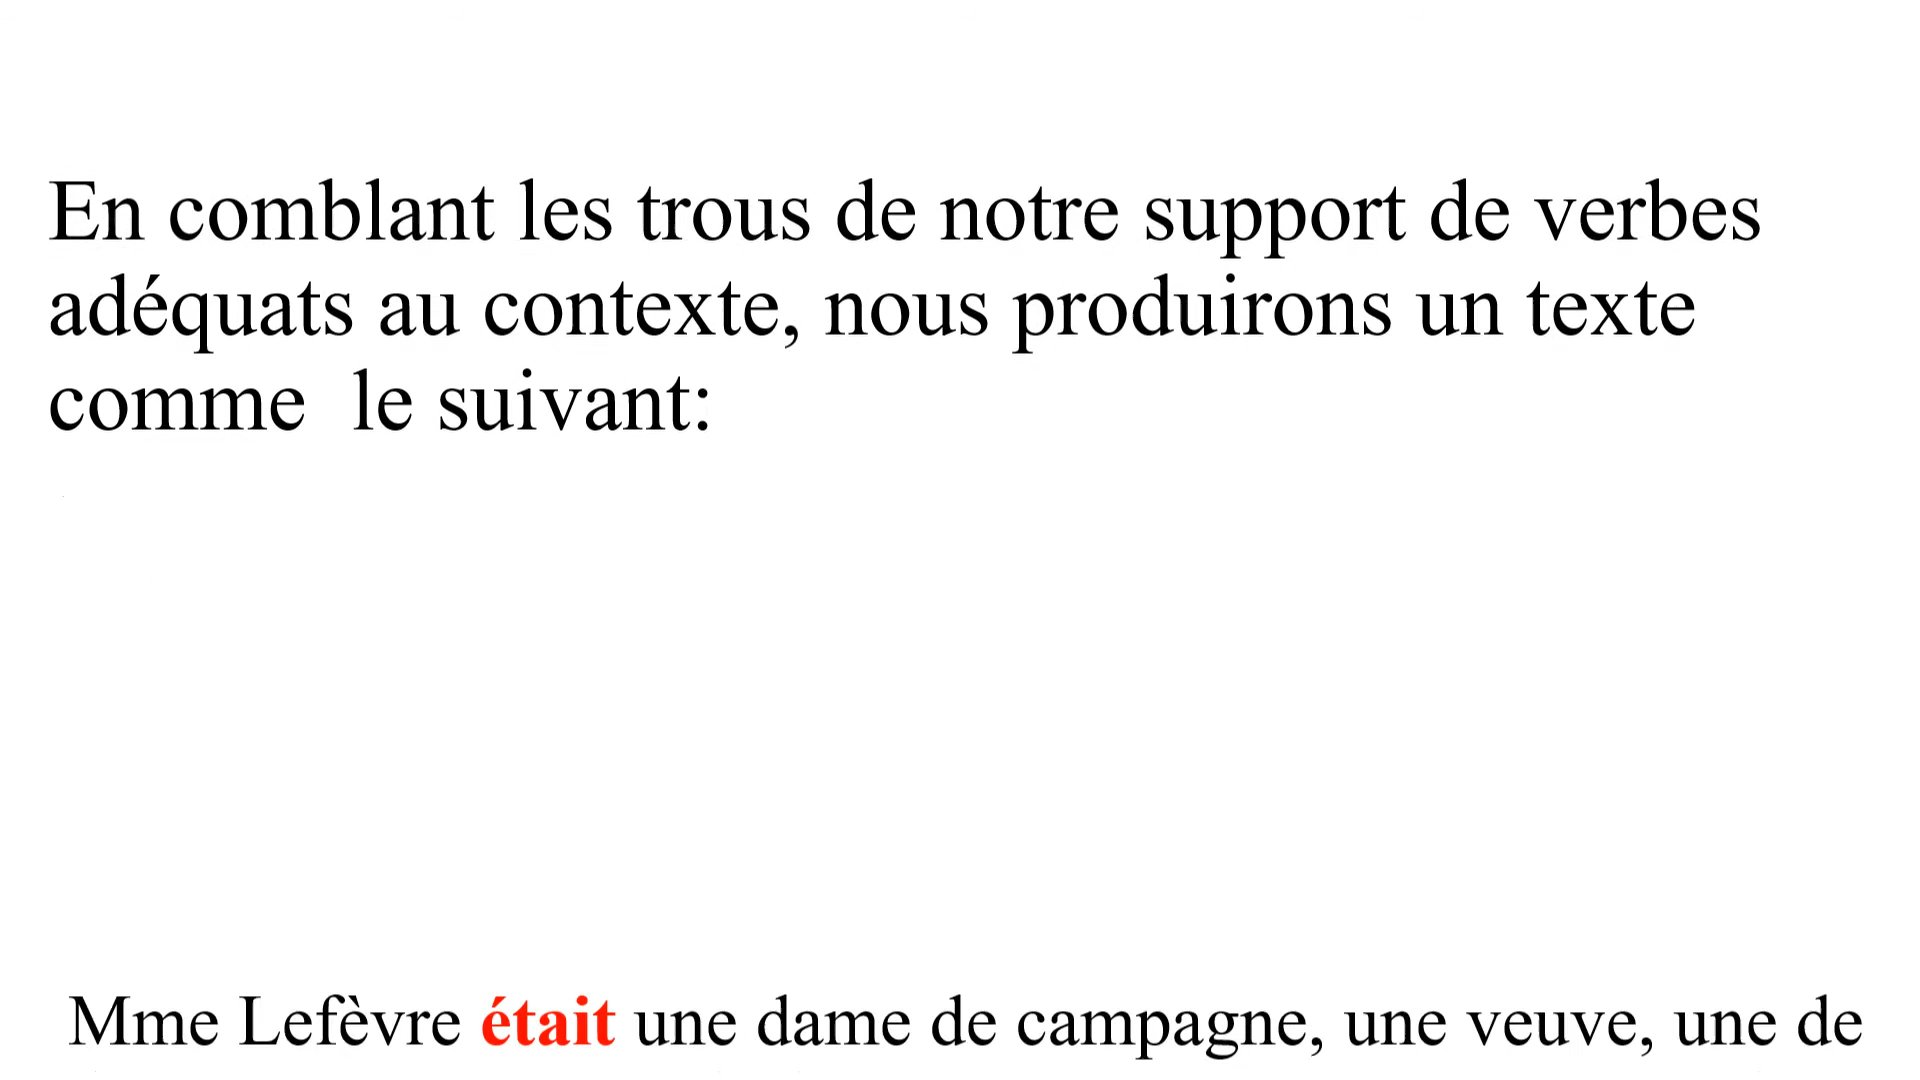 En comblant les trous de notre support de verbes
adéquats au contexte, nous produirons un texte
comme  le suivant:
Mme Lefèvre était une dame de campagne, une veuve, une de